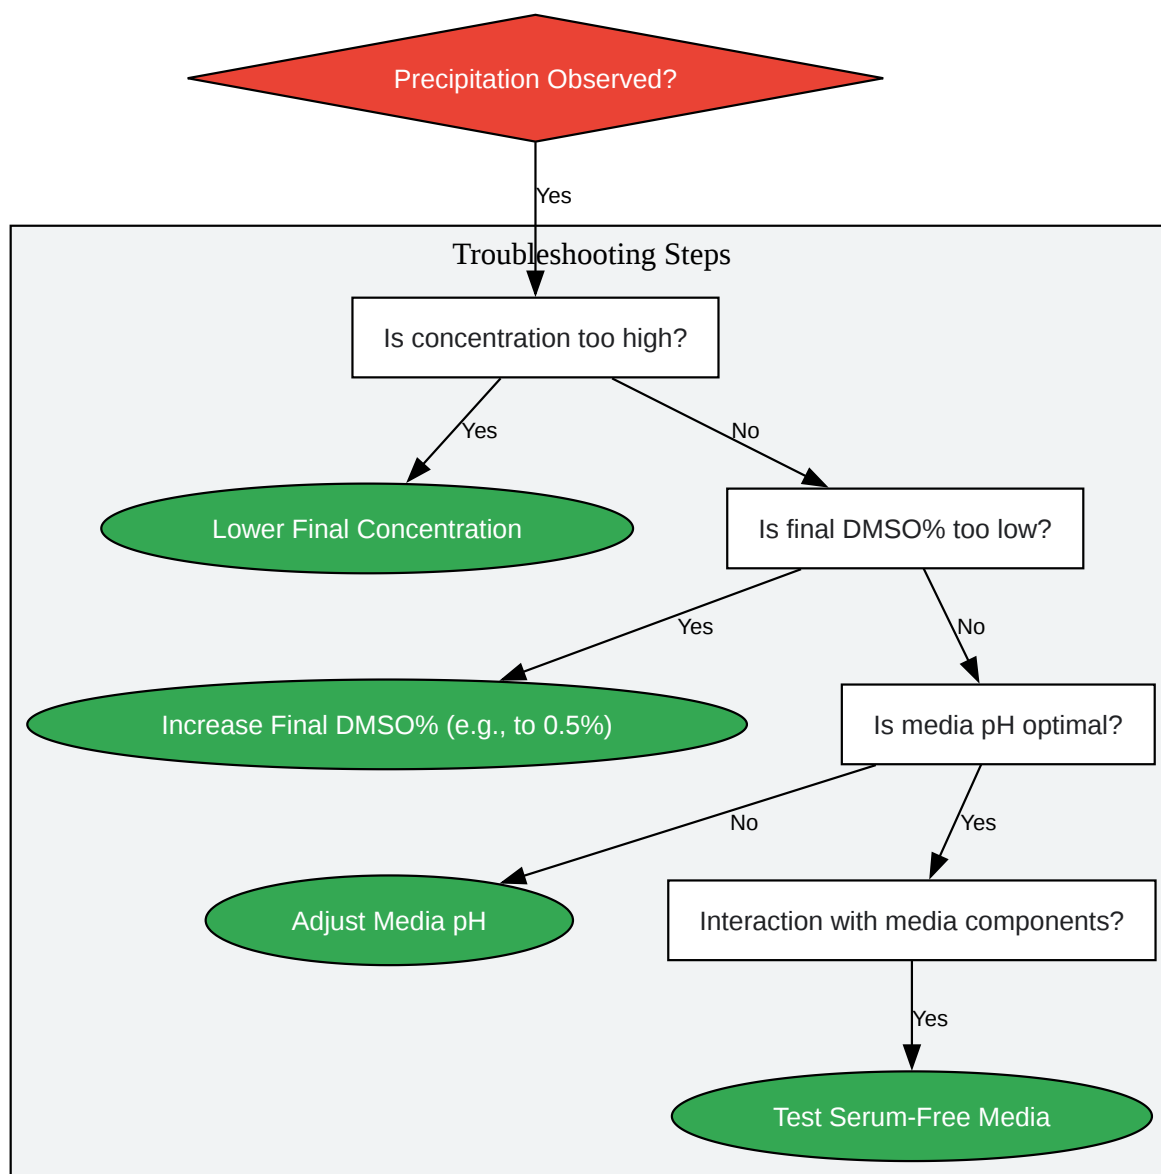 Precipitation Observed?
Yes
Troubleshooting Steps
Is concentration too high?
Yes
No
Lower Final Concentration
Is final DMSO% too low?
Yes
No
Increase Final DMSO% (e.g., to 0.5%)
Is media pH optimal?
No
Yes
Adjust Media pH
Interaction with media components?
Yes
Test Serum-Free Media